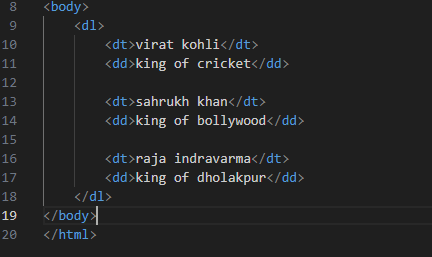 8 <body>
9 <dl>
10 <dt>virat kohli</dt>
11 <dd>king of cricket</dd>
12
13 <dt>sahrukh khan</dt>
14 <dd>king of bollywood</dd>
15
16 <dt>raja indravarma</dt>
17 <dd>king of dholakpur</dd>
18 </dl>
19 </body>
20 </html>